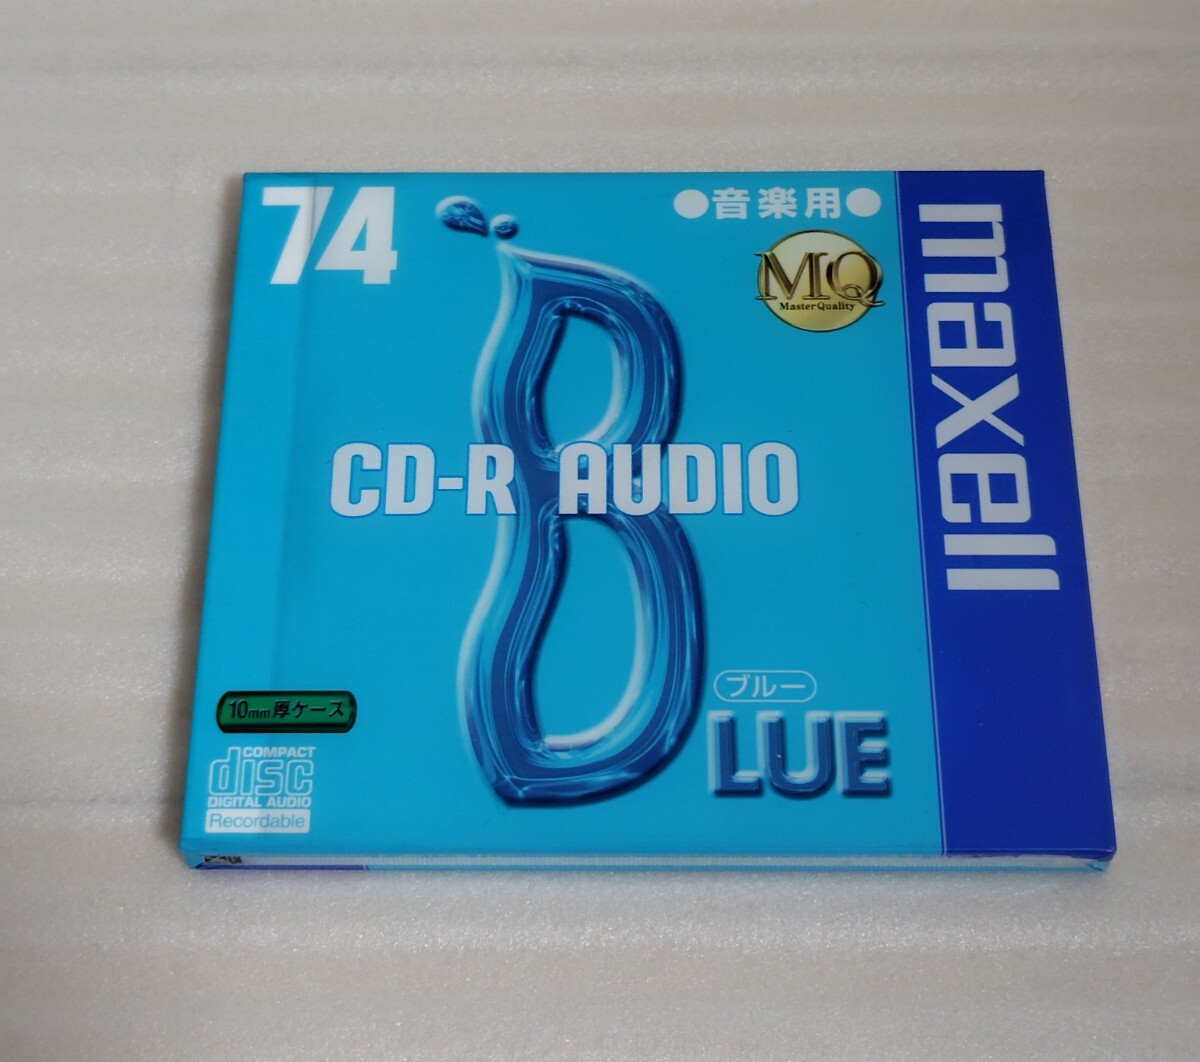 74
●音楽用●
MQ
Master Quality
maxell
CD-R AUDIO
ブルー
BLUE
10mm厚ケース
COMPACT
disc
DIGITAL AUDIO
Recordable